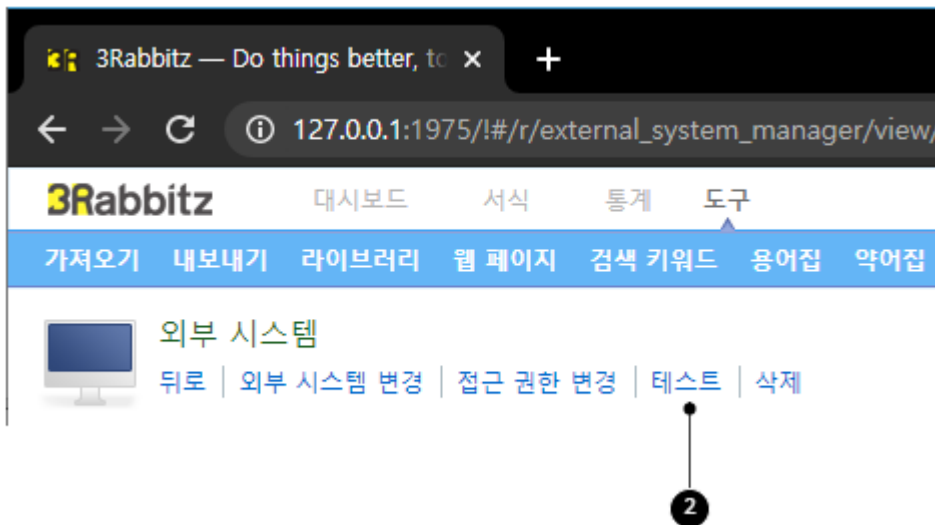 3Rabbitz — Do things better, to
127.0.0.1:1975/!#/r/external_system_manager/view/
3Rabbitz 대시보드 서식 통계 도구
가져오기 내보내기 라이브러리 웹 페이지 검색 키워드 용어집 약어집
외부 시스템
뒤로 | 외부 시스템 변경 | 접근 권한 변경 | 테스트 | 삭제
2